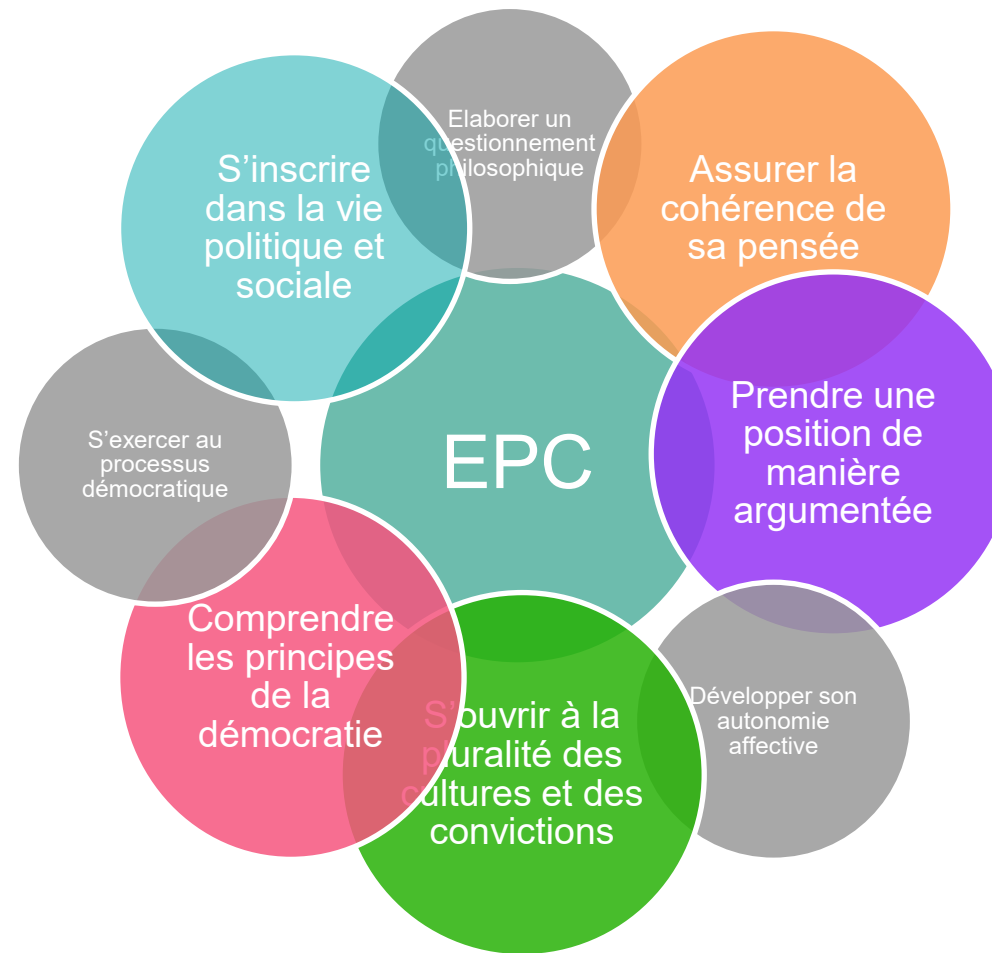 Elaborer un
questionnement
philosophique
Assurer la
cohérence de
sa pensée
S'inscrire
dans la vie
politique et
sociale
EPC
Prendre une
position de
manière
argumentée
S'exercer au
processus
démocratique
Comprendre
les principes
de la
démocratie
S'ouvrir à la
pluralité des
cultures et des
convictions
Développer son
autonomie
affective